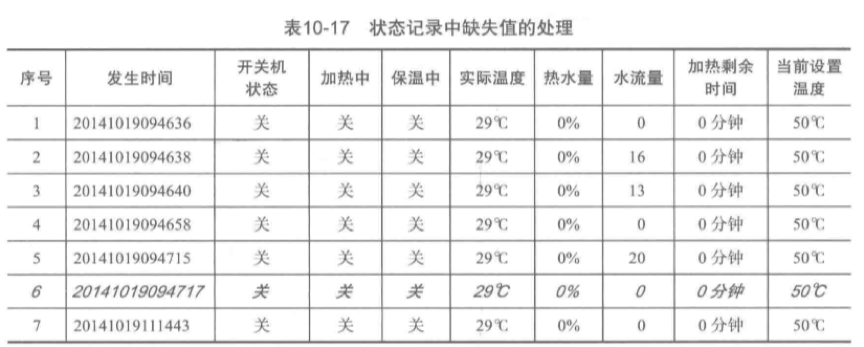 表10-17 状态记录中缺失值的处理
序号 发生时间 开关机状态 加热中 保温中 实际温度 热水量 水流量 加热剩余时间 当前设置温度
1 20141019094636 关 关 关 29℃ 0% 0 0分钟 50℃
2 20141019094638 关 关 关 29℃ 0% 16 0分钟 50℃
3 20141019094640 关 关 关 29℃ 0% 13 0分钟 50℃
4 20141019094658 关 关 关 29℃ 0% 0 0分钟 50℃
5 20141019094715 关 关 关 29℃ 0% 20 0分钟 50℃
6 20141019094717 关 关 关 29℃ 0% 0 0分钟 50℃
7 20141019111443 关 关 关 29℃ 0% 0 0分钟 50℃